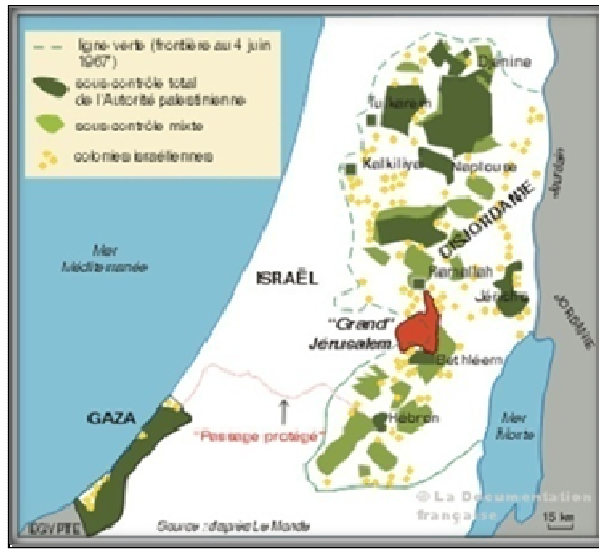 ligne verte (frontière au 4 juin
1967)
sous contrôle total
de l'Autorité palestinienne
sous contrôle mixte
colonies israéliennes
Djénine
Tulkarem
Kalkiliya
Naplouse
CISJORDANIE
Mer
Méditerranée
ISRAËL
Ramallah
Jéricho
JORDANIE
"Grand"
Jérusalem
Bethléem
GAZA
"Passage protégé"
Hébron
Mer
Morte
© La Documentation
française
EGYPTE
Source : d'après Le Monde
15 km